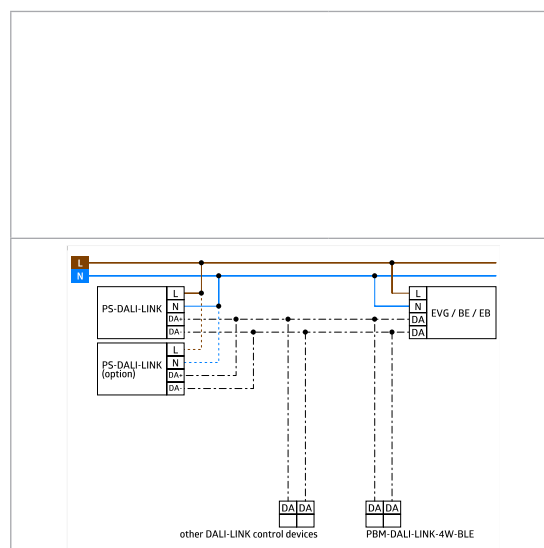 L
N
PS-DALI-LINK
L
N
DA+
DA-
L
N
DA
DA
EVG / BE / EB
PS-DALI-LINK
(option)
L
N
DA+
DA-
DA DA
DA DA
other DALI-LINK control devices
PBM-DALI-LINK-4W-BLE